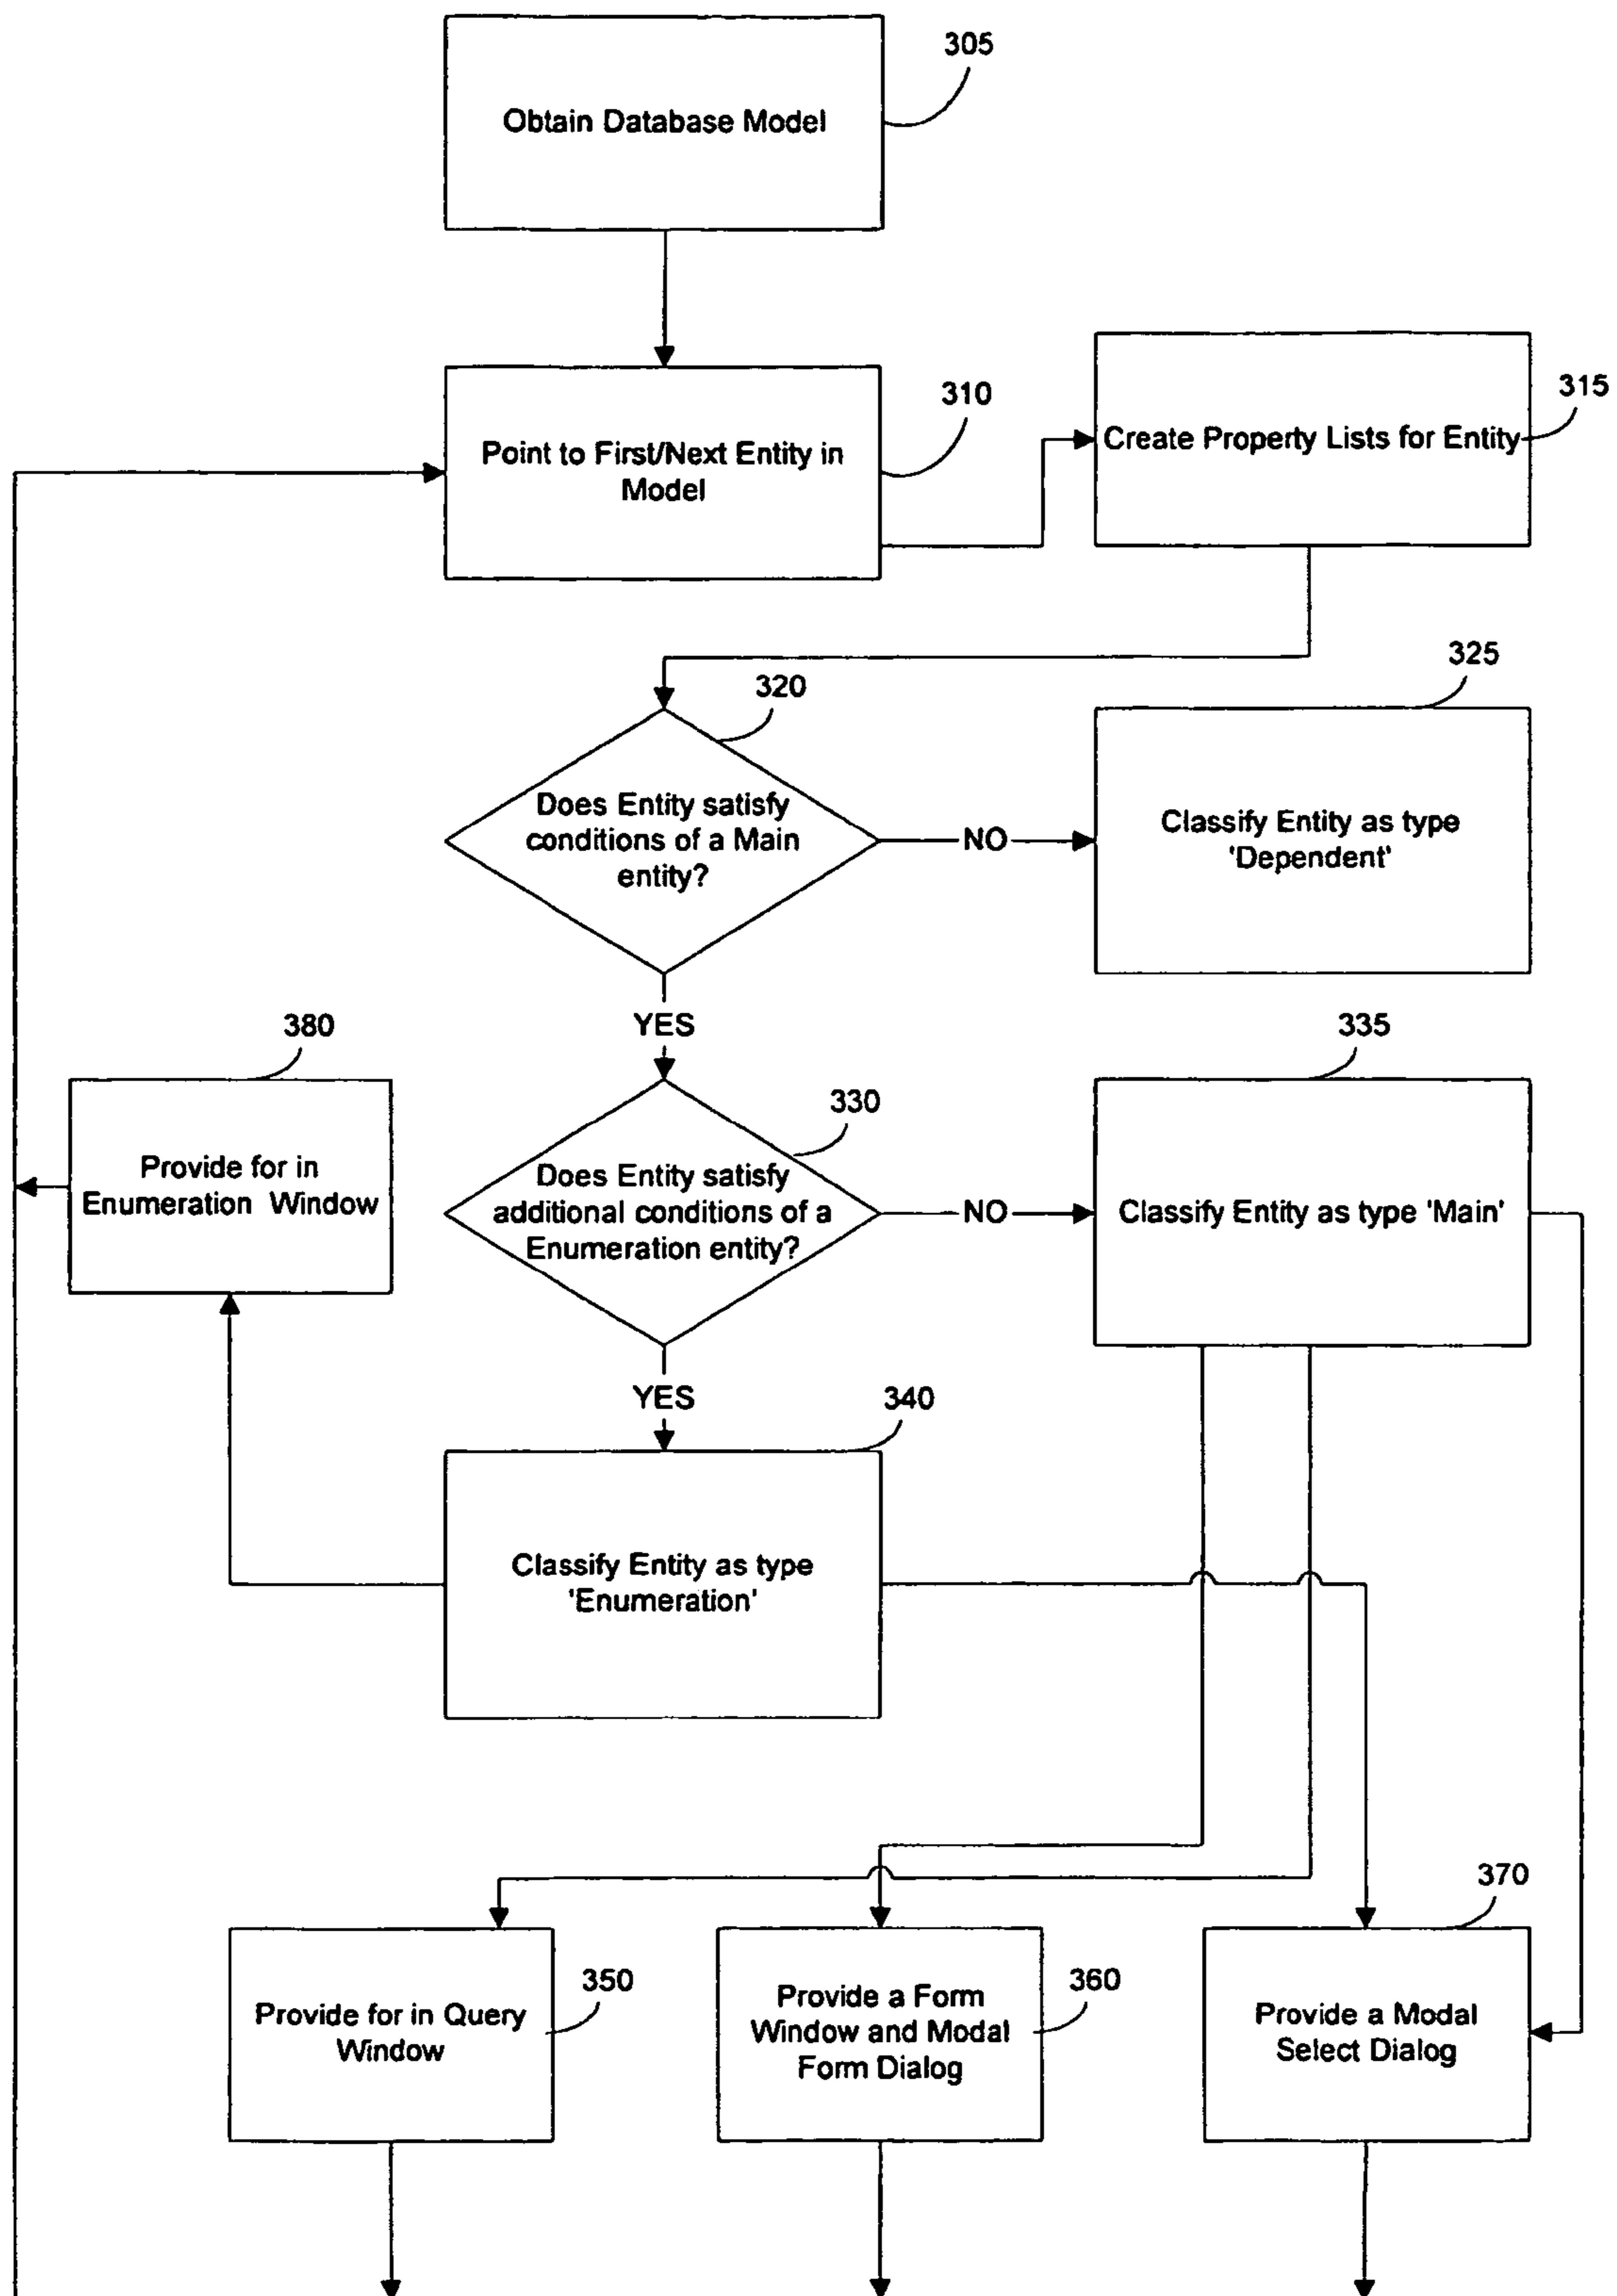 305
Obtain Database Model
310
Point to First/Next Entity in
Model
315
Create Property Lists for Entity
320
Does Entity satisfy
conditions of a Main
entity?
NO
325
Classify Entity as type
'Dependent'
YES
380
Provide for in
Enumeration Window
330
Does Entity satisfy
additional conditions of a
Enumeration entity?
NO
335
Classify Entity as type 'Main'
YES
340
Classify Entity as type
'Enumeration'
350
Provide for in Query
Window
360
Provide a Form
Window and Modal
Form Dialog
370
Provide a Modal
Select Dialog